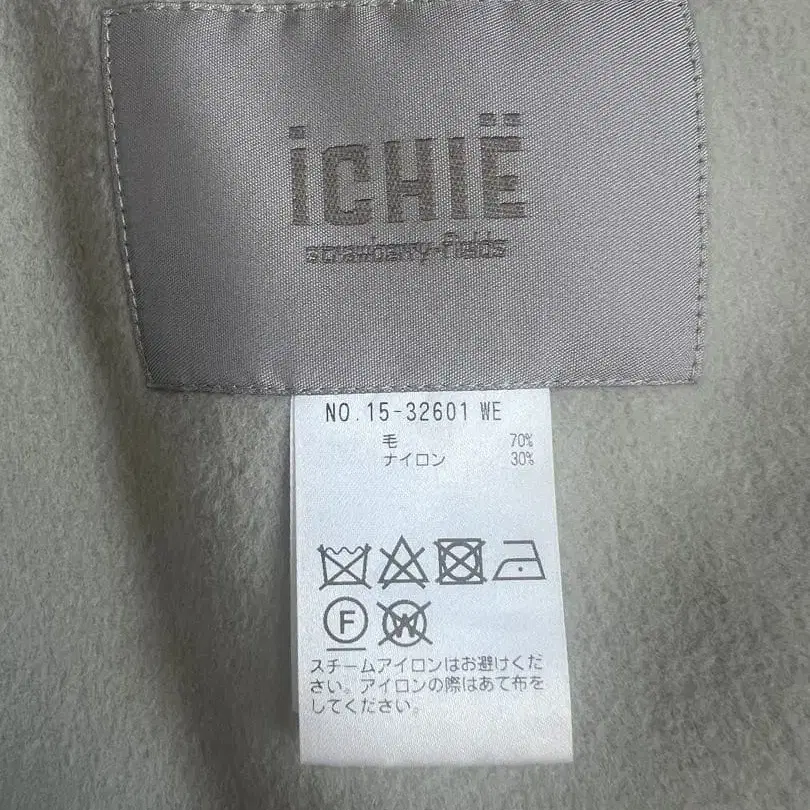 iCHIË
strawberry-fields
NO.15-32601 WE
毛 70%
ナイロン 30%
F
W
スチームアイロンはお避けくだ
さい。アイロンの際はあて布を
してください。